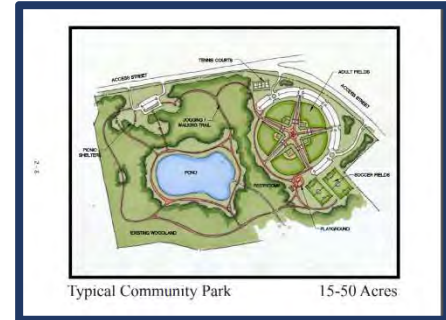 TENNIS COURTS
ADULT FIELDS
ACCESS STREET
ACCESS STREET
JOGGING /
WALKING TRAIL
PICNIC
SHELTERS
POND
SOCCER FIELDS
RESTROOMS
PLAYGROUND
EXISTING WOODLAND
Typical Community Park 15-50 Acres